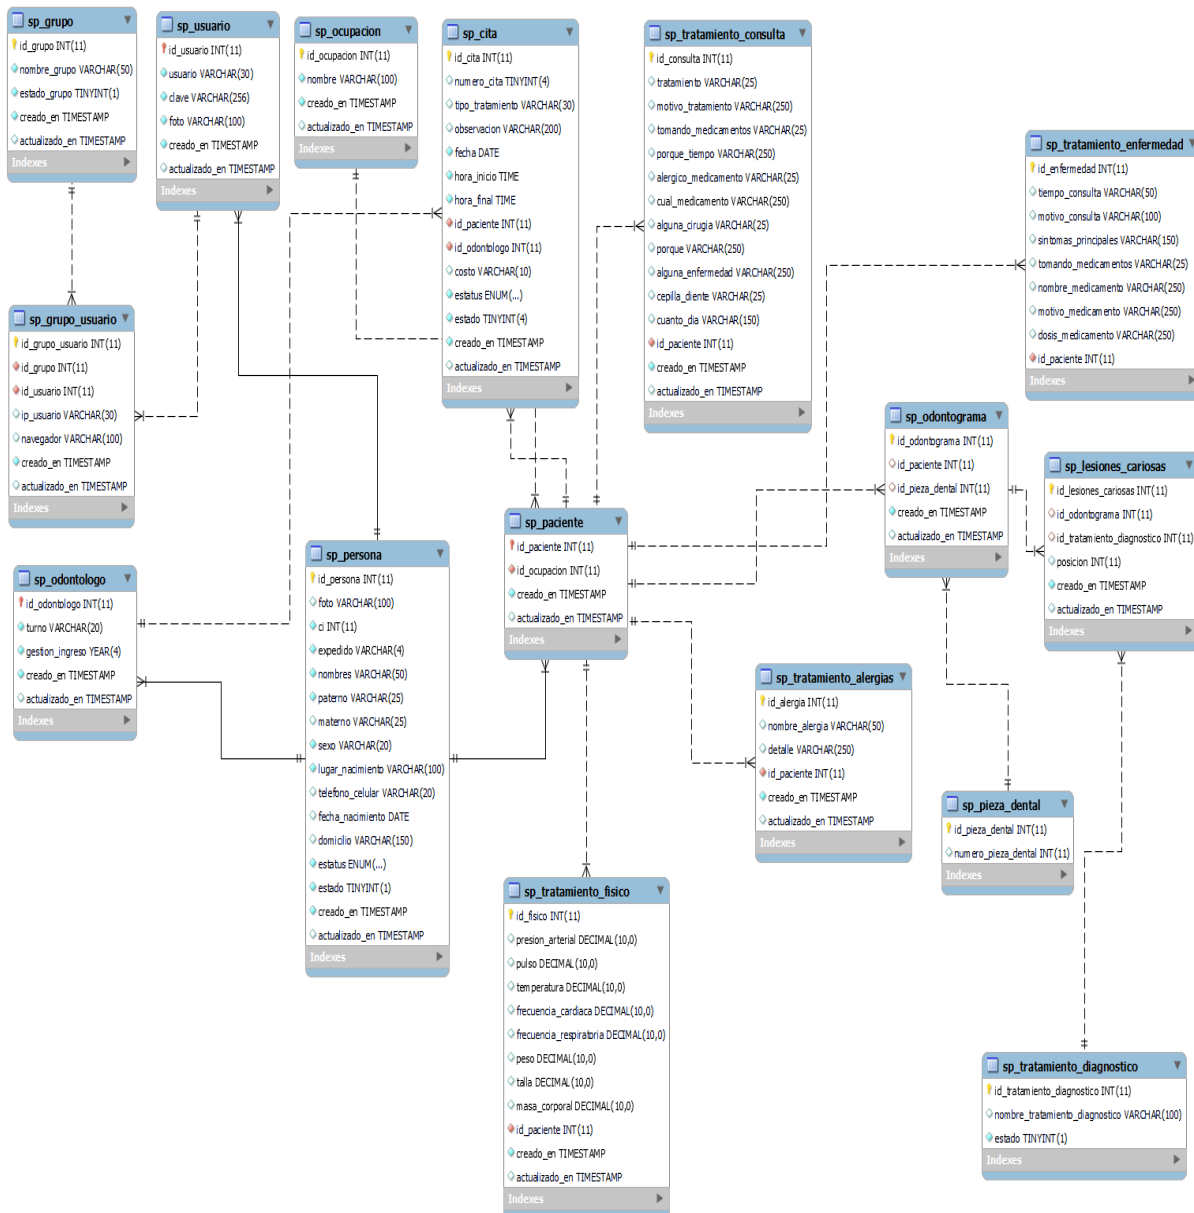 sp_grupo
id_grupo INT(11)
nombre_grupo VARCHAR(50)
estado_grupo TINYINT(1)
creado_en TIMESTAMP
actualizado_en TIMESTAMP
Indexes
sp_usuario
id_usuario INT(11)
usuario VARCHAR(30)
clave VARCHAR(256)
foto VARCHAR(100)
creado_en TIMESTAMP
actualizado_en TIMESTAMP
Indexes
sp_ocupacion
id_ocupacion INT(11)
nombre VARCHAR(100)
creado_en TIMESTAMP
actualizado_en TIMESTAMP
Indexes
sp_cita
id_cita INT(11)
numero_cita TINYINT(4)
tipo_tratamiento VARCHAR(30)
observacion VARCHAR(200)
fecha DATE
hora_inicio TIME
hora_final TIME
id_paciente INT(11)
id_odontologo INT(11)
costo VARCHAR(10)
estatus ENUM(...)
estado TINYINT(4)
creado_en TIMESTAMP
actualizado_en TIMESTAMP
Indexes
sp_tratamiento_consulta
id_consulta INT(11)
tratamiento VARCHAR(25)
motivo_tratamiento VARCHAR(250)
tomando_medicamentos VARCHAR(25)
porque_tiempo VARCHAR(250)
alergico_medicamento VARCHAR(25)
cual_medicamento VARCHAR(250)
alguna_cirugia VARCHAR(25)
porque VARCHAR(250)
alguna_enfermedad VARCHAR(250)
cepilla_diente VARCHAR(25)
cuanto_dia VARCHAR(150)
id_paciente INT(11)
creado_en TIMESTAMP
actualizado_en TIMESTAMP
Indexes
sp_tratamiento_enfermedad
id_enfermedad INT(11)
tiempo_consulta VARCHAR(50)
motivo_consulta VARCHAR(100)
sintomas_principales VARCHAR(150)
tomando_medicamentos VARCHAR(25)
nombre_medicamento VARCHAR(250)
motivo_medicamento VARCHAR(250)
dosis_medicamento VARCHAR(250)
id_paciente INT(11)
Indexes
sp_grupo_usuario
id_grupo_usuario INT(11)
id_grupo INT(11)
id_usuario INT(11)
ip_usuario VARCHAR(30)
navegador VARCHAR(100)
creado_en TIMESTAMP
actualizado_en TIMESTAMP
Indexes
sp_odontograma
id_odontograma INT(11)
id_paciente INT(11)
id_pieza_dental INT(11)
creado_en TIMESTAMP
actualizado_en TIMESTAMP
Indexes
sp_lesiones_cariosas
id_lesiones_cariosas INT(11)
id_odontograma INT(11)
id_tratamiento_diagnostico INT(11)
posicion INT(11)
creado_en TIMESTAMP
actualizado_en TIMESTAMP
Indexes
sp_paciente
id_paciente INT(11)
id_ocupacion INT(11)
creado_en TIMESTAMP
actualizado_en TIMESTAMP
Indexes
sp_persona
id_persona INT(11)
foto VARCHAR(100)
ci INT(11)
expedido VARCHAR(4)
nombres VARCHAR(50)
paterno VARCHAR(25)
materno VARCHAR(25)
sexo VARCHAR(20)
lugar_nacimiento VARCHAR(100)
telefono_celular VARCHAR(20)
fecha_nacimiento DATE
domicilio VARCHAR(150)
estatus ENUM(...)
estado TINYINT(1)
creado_en TIMESTAMP
actualizado_en TIMESTAMP
Indexes
sp_odontologo
id_odontologo INT(11)
turno VARCHAR(20)
gestion_ingreso YEAR(4)
creado_en TIMESTAMP
actualizado_en TIMESTAMP
Indexes
sp_tratamiento_alergias
id_alergia INT(11)
nombre_alergia VARCHAR(50)
detalle VARCHAR(250)
id_paciente INT(11)
creado_en TIMESTAMP
actualizado_en TIMESTAMP
Indexes
sp_pieza_dental
id_pieza_dental INT(11)
numero_pieza_dental INT(11)
Indexes
sp_tratamiento_fisico
id_fisico INT(11)
presion_arterial DECIMAL(10,0)
pulso DECIMAL(10,0)
temperatura DECIMAL(10,0)
frecuencia_cardiaca DECIMAL(10,0)
frecuencia_respiratoria DECIMAL(10,0)
peso DECIMAL(10,0)
talla DECIMAL(10,0)
masa_corporal DECIMAL(10,0)
id_paciente INT(11)
creado_en TIMESTAMP
actualizado_en TIMESTAMP
Indexes
sp_tratamiento_diagnostico
id_tratamiento_diagnostico INT(11)
nombre_tratamiento_diagnostico VARCHAR(100)
estado TINYINT(1)
Indexes